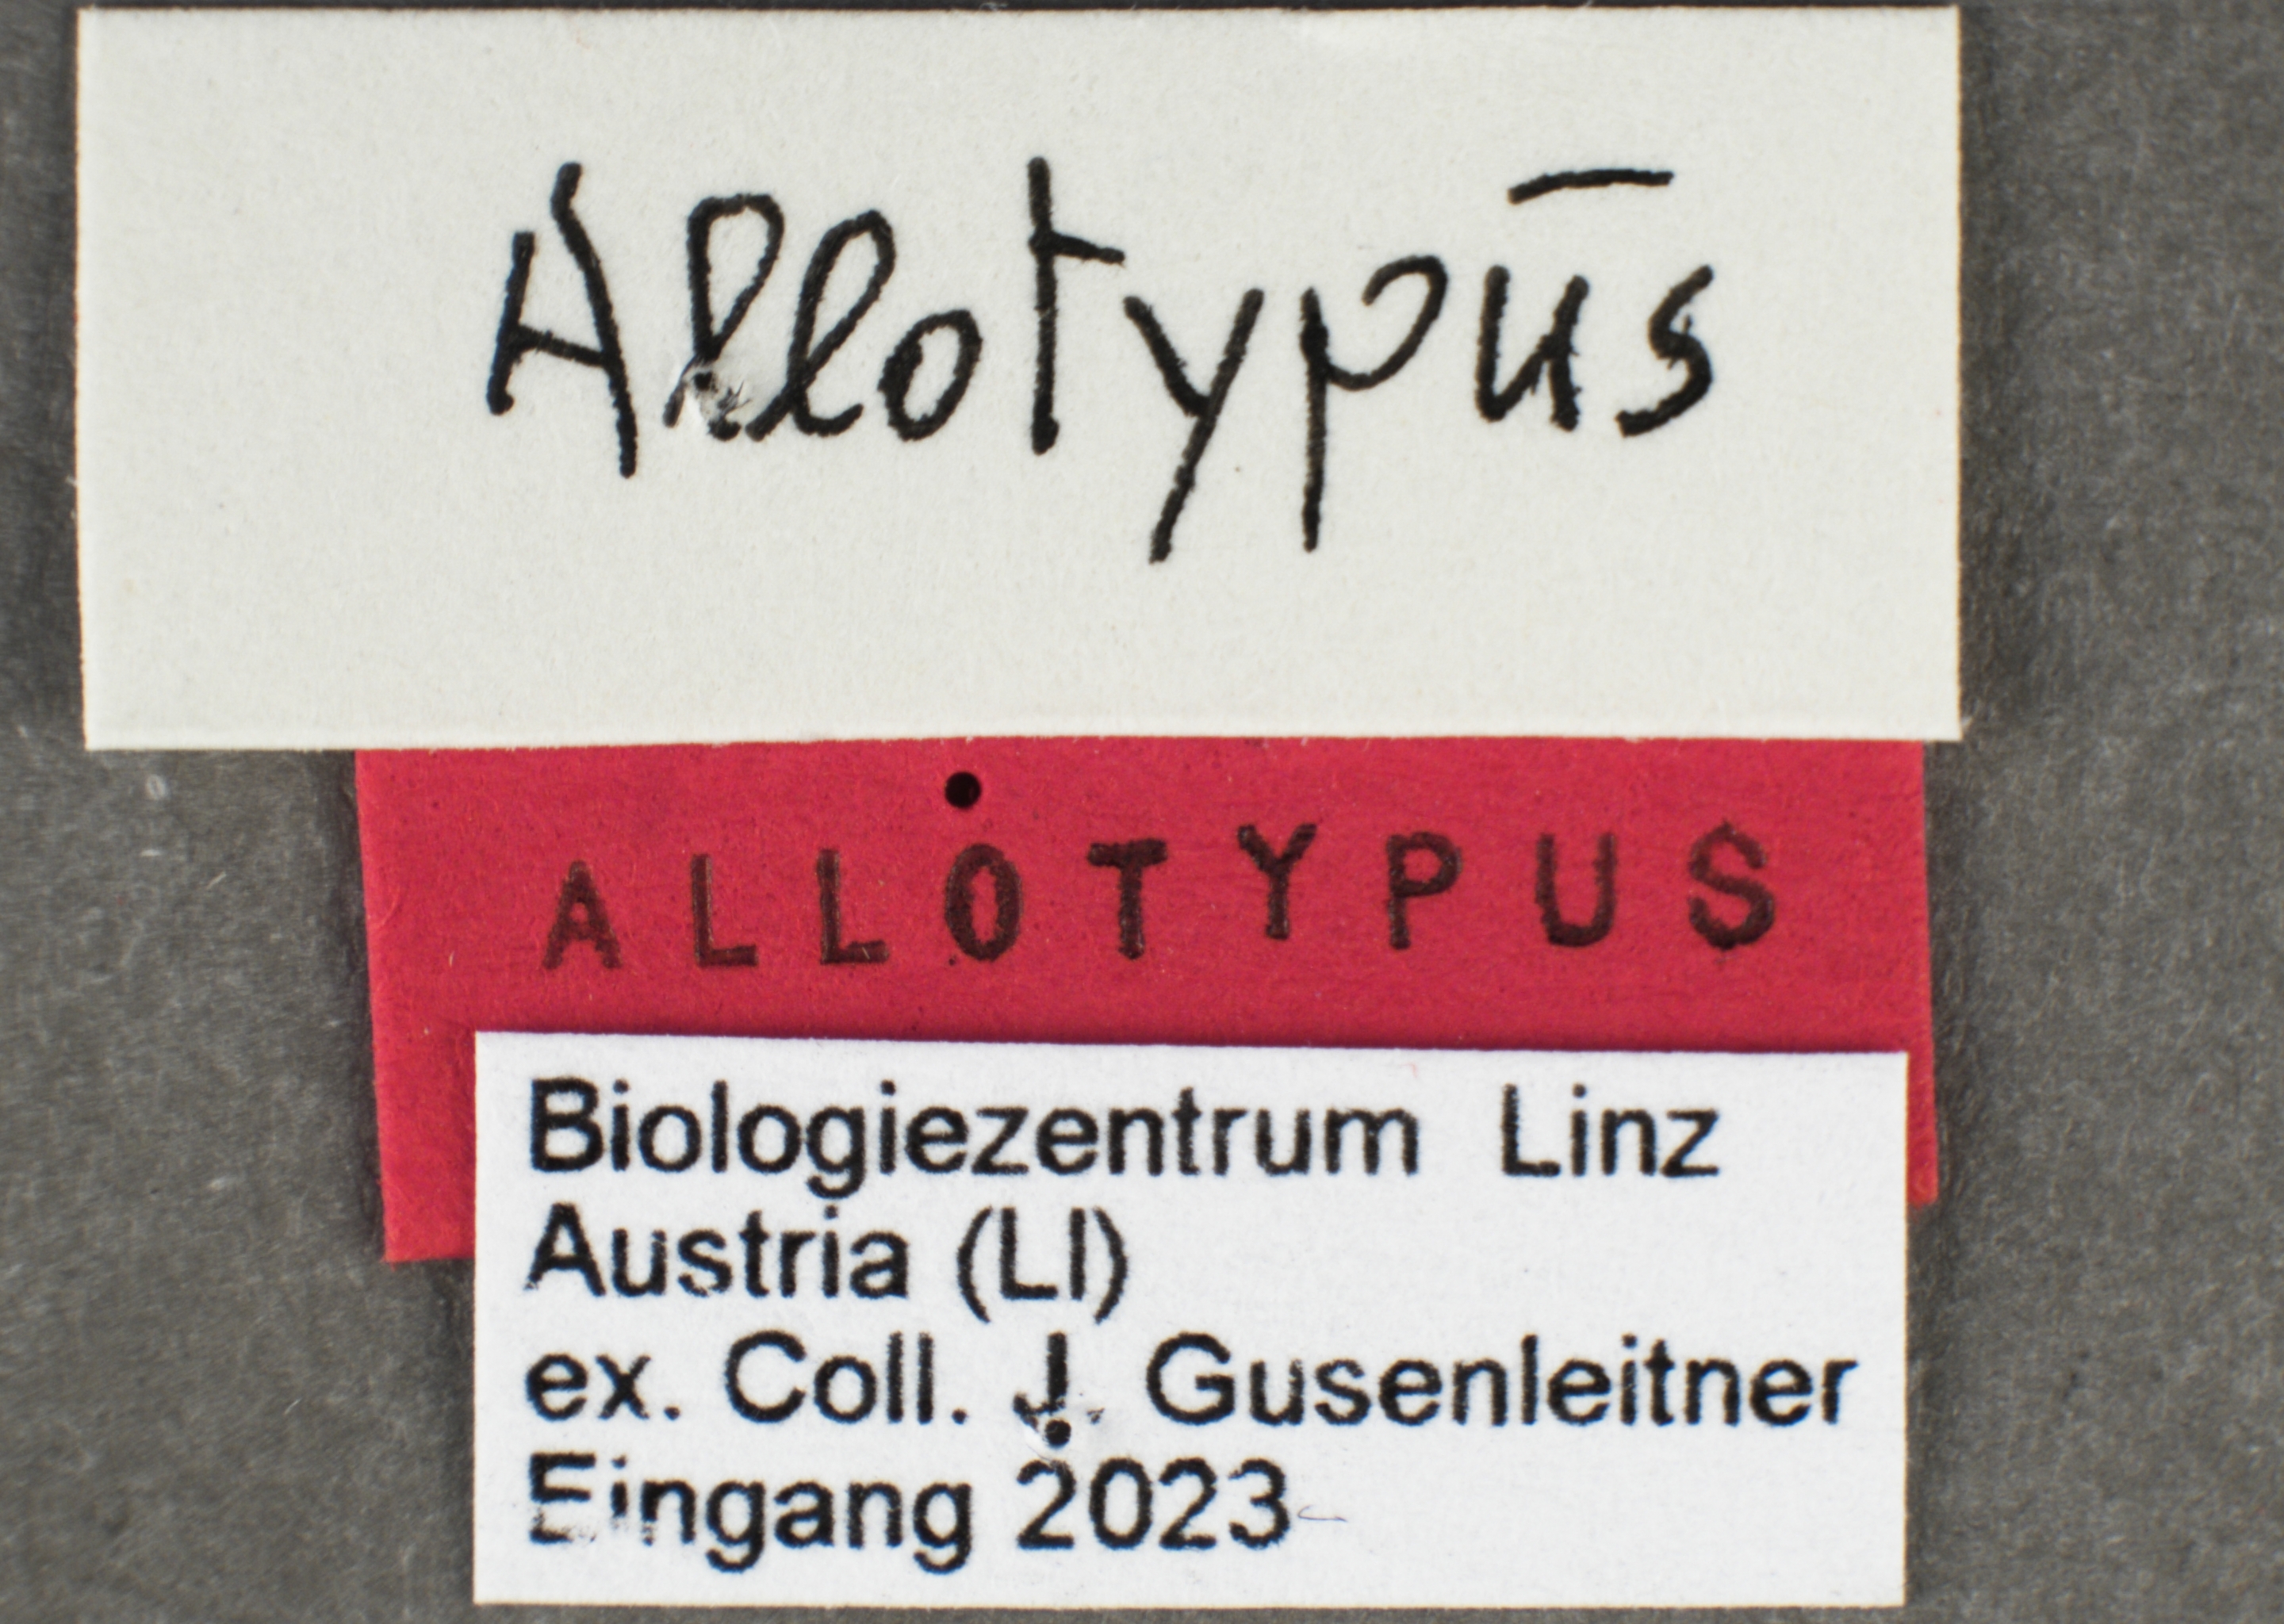 Allotypūs
ALLOTYPUS
Biologiezentrum Linz
Austria (LI)
ex. Coll. J. Gusenleitner
Eingang 2023